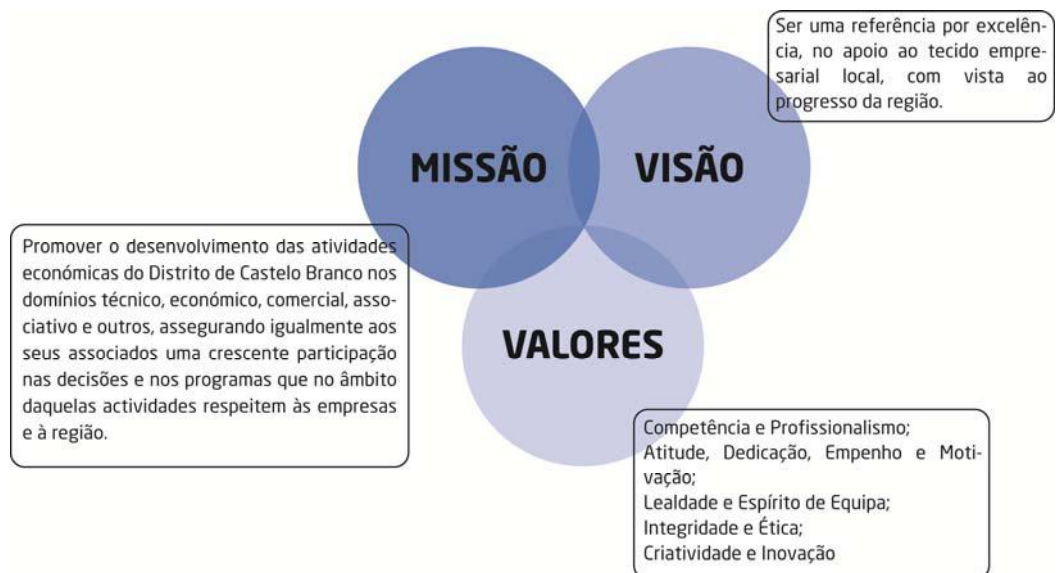 Ser uma referência por excelên-
cia, no apoio ao tecido empre-
sarial local, com vista ao
progresso da região.
MISSÃO
VISÃO
Promover o desenvolvimento das atividades
económicas do Distrito de Castelo Branco nos
domínios técnico, económico, comercial, asso-
ciativo e outros, assegurando igualmente aos
seus associados uma crescente participação
nas decisões e nos programas que no âmbito
daquelas actividades respeitem às empresas
e à região.
VALORES
Competência e Profissionalismo;
Atitude, Dedicação, Empenho e Moti-
vação;
Lealdade e Espírito de Equipa;
Integridade e Ética;
Criatividade e Inovação